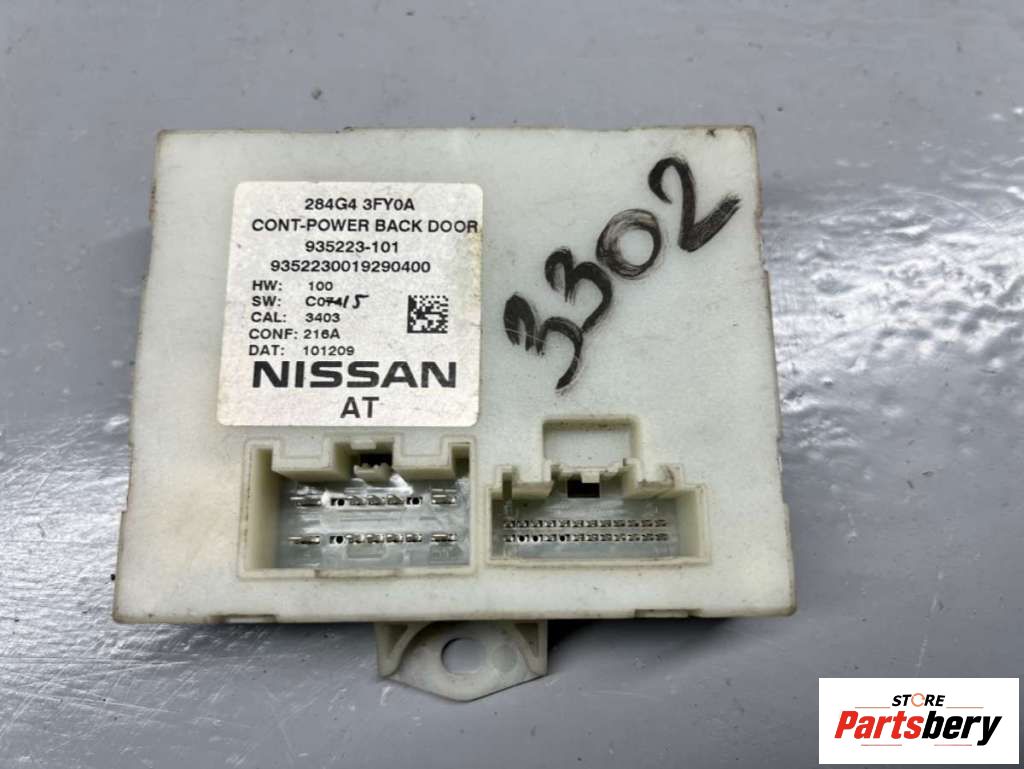 284G4 3FY0A
CONT-POWER BACK DOOR
935223-101
9352230019290400
HW: 100
SW: C07415
CAL: 3403
CONF: 216A
DAT: 101209
NISSAN
AT
3302
STORE
Partsbery